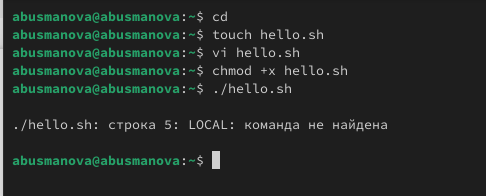 abusmanova@abusmanova:~$ cd
abusmanova@abusmanova:~$ touch hello.sh
abusmanova@abusmanova:~$ vi hello.sh
abusmanova@abusmanova:~$ chmod +x hello.sh
abusmanova@abusmanova:~$ ./hello.sh
./hello.sh: строка 5: LOCAL: команда не найдена
abusmanova@abusmanova:~$